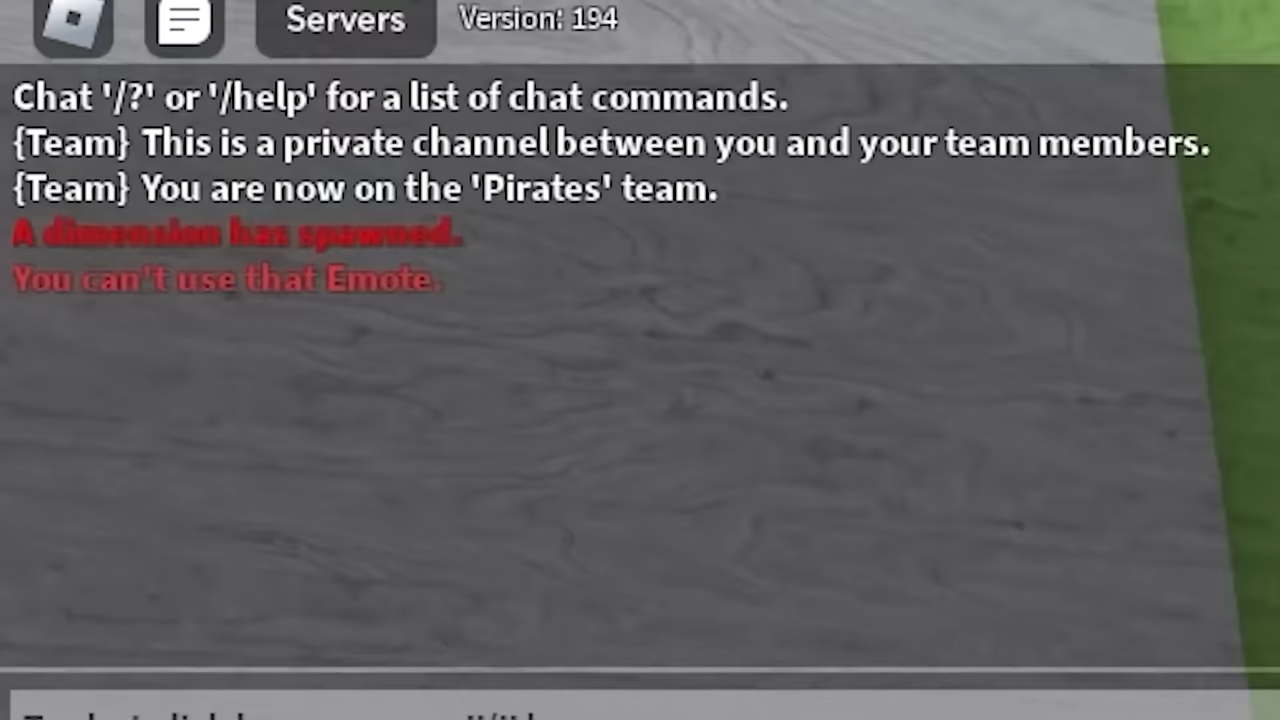 Servers
Version: 194
Chat '/?' or '/help' for a list of chat commands.
{Team} This is a private channel between you and your team members.
{Team} You are now on the 'Pirates' team.
A dimension has spawned.
You can't use that Emote.